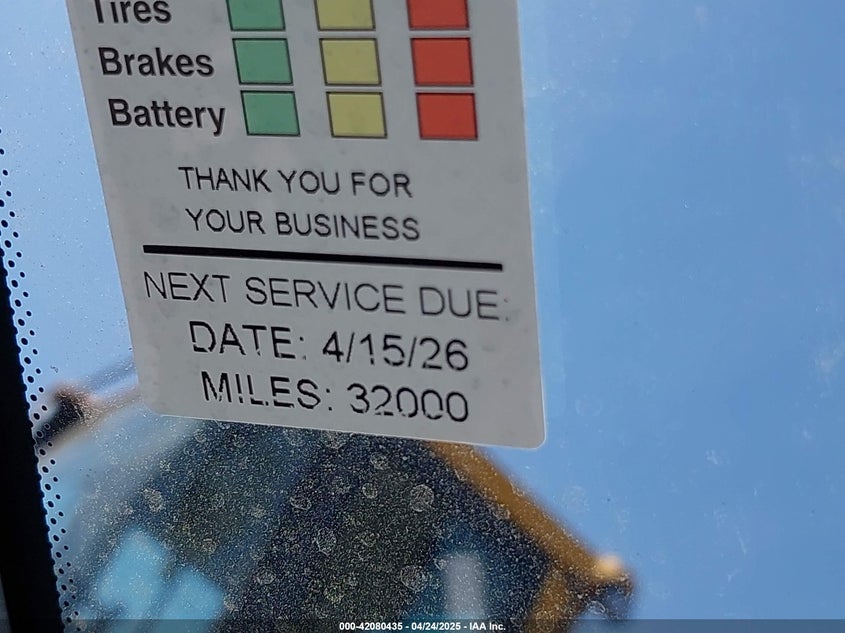 Tires
Brakes
Battery
THANK YOU FOR
YOUR BUSINESS
NEXT SERVICE DUE:
DATE: 4/15/26
MILES: 32000
000-42080435 - 04/24/2025 - IAA Inc.